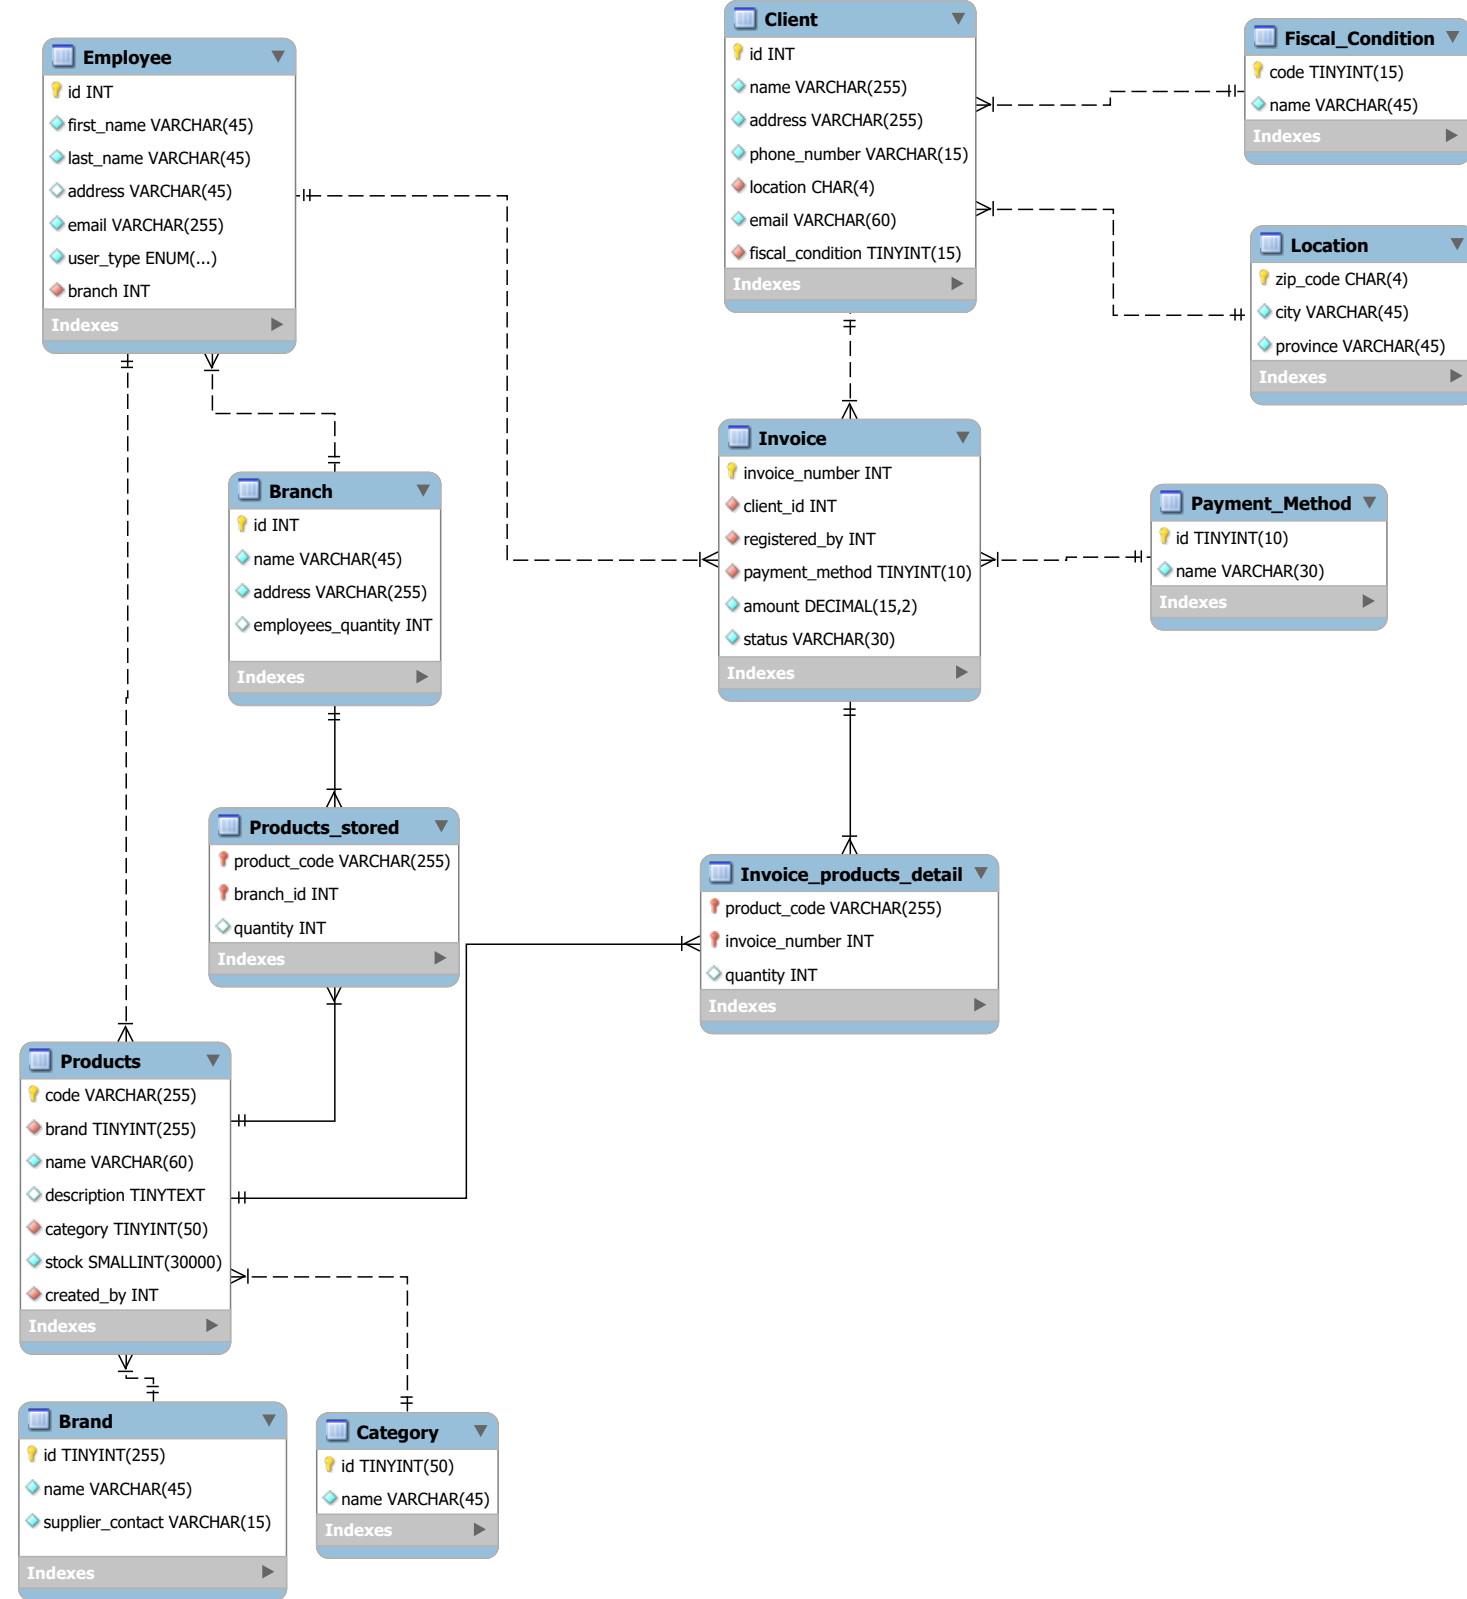 Employee
id INT
first_name VARCHAR(45)
last_name VARCHAR(45)
address VARCHAR(45)
email VARCHAR(255)
user_type ENUM(...)
branch INT
Indexes
Client
id INT
name VARCHAR(255)
address VARCHAR(255)
phone_number VARCHAR(15)
location CHAR(4)
email VARCHAR(60)
fiscal_condition TINYINT(15)
Indexes
Fiscal_Condition
code TINYINT(15)
name VARCHAR(45)
Indexes
Location
zip_code CHAR(4)
city VARCHAR(45)
province VARCHAR(45)
Indexes
Branch
id INT
name VARCHAR(45)
address VARCHAR(255)
employees_quantity INT
Indexes
Invoice
invoice_number INT
client_id INT
registered_by INT
payment_method TINYINT(10)
amount DECIMAL(15,2)
status VARCHAR(30)
Indexes
Payment_Method
id TINYINT(10)
name VARCHAR(30)
Indexes
Products_stored
product_code VARCHAR(255)
branch_id INT
quantity INT
Indexes
Invoice_products_detail
product_code VARCHAR(255)
invoice_number INT
quantity INT
Indexes
Products
code VARCHAR(255)
brand TINYINT(255)
name VARCHAR(60)
description TINYTEXT
category TINYINT(50)
stock SMALLINT(30000)
created_by INT
Indexes
Brand
id TINYINT(255)
name VARCHAR(45)
supplier_contact VARCHAR(15)
Indexes
Category
id TINYINT(50)
name VARCHAR(45)
Indexes